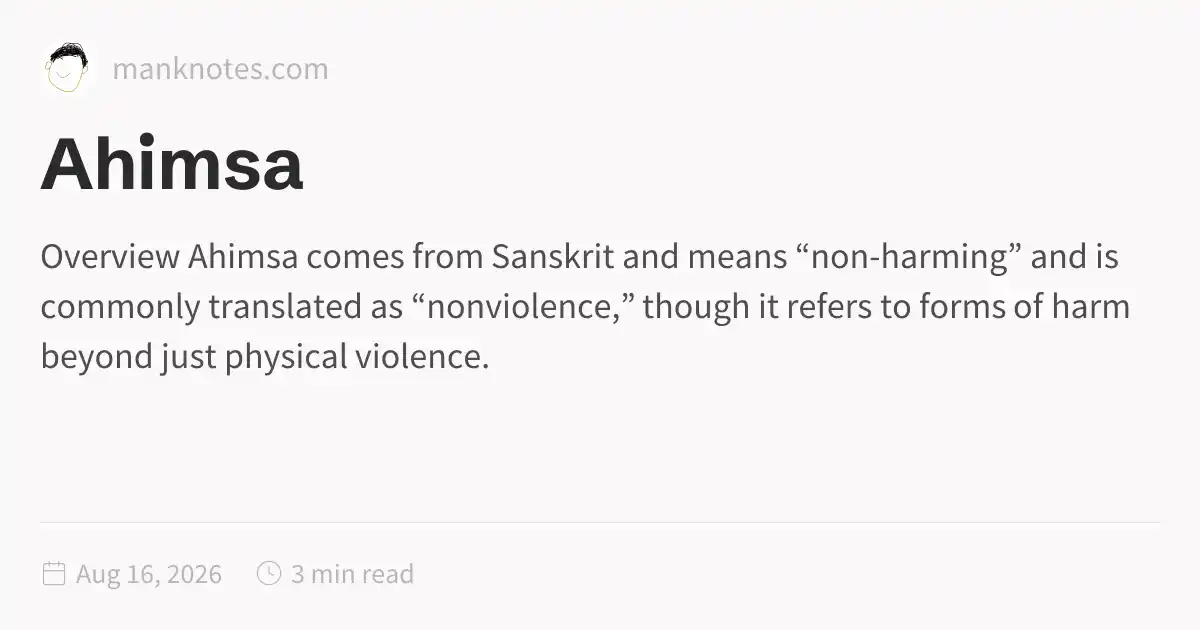 manknotes.com
Ahimsa
Overview Ahimsa comes from Sanskrit and means “non-harming” and is
commonly translated as “nonviolence,” though it refers to forms of harm
beyond just physical violence.
Aug 16, 2026 3 min read